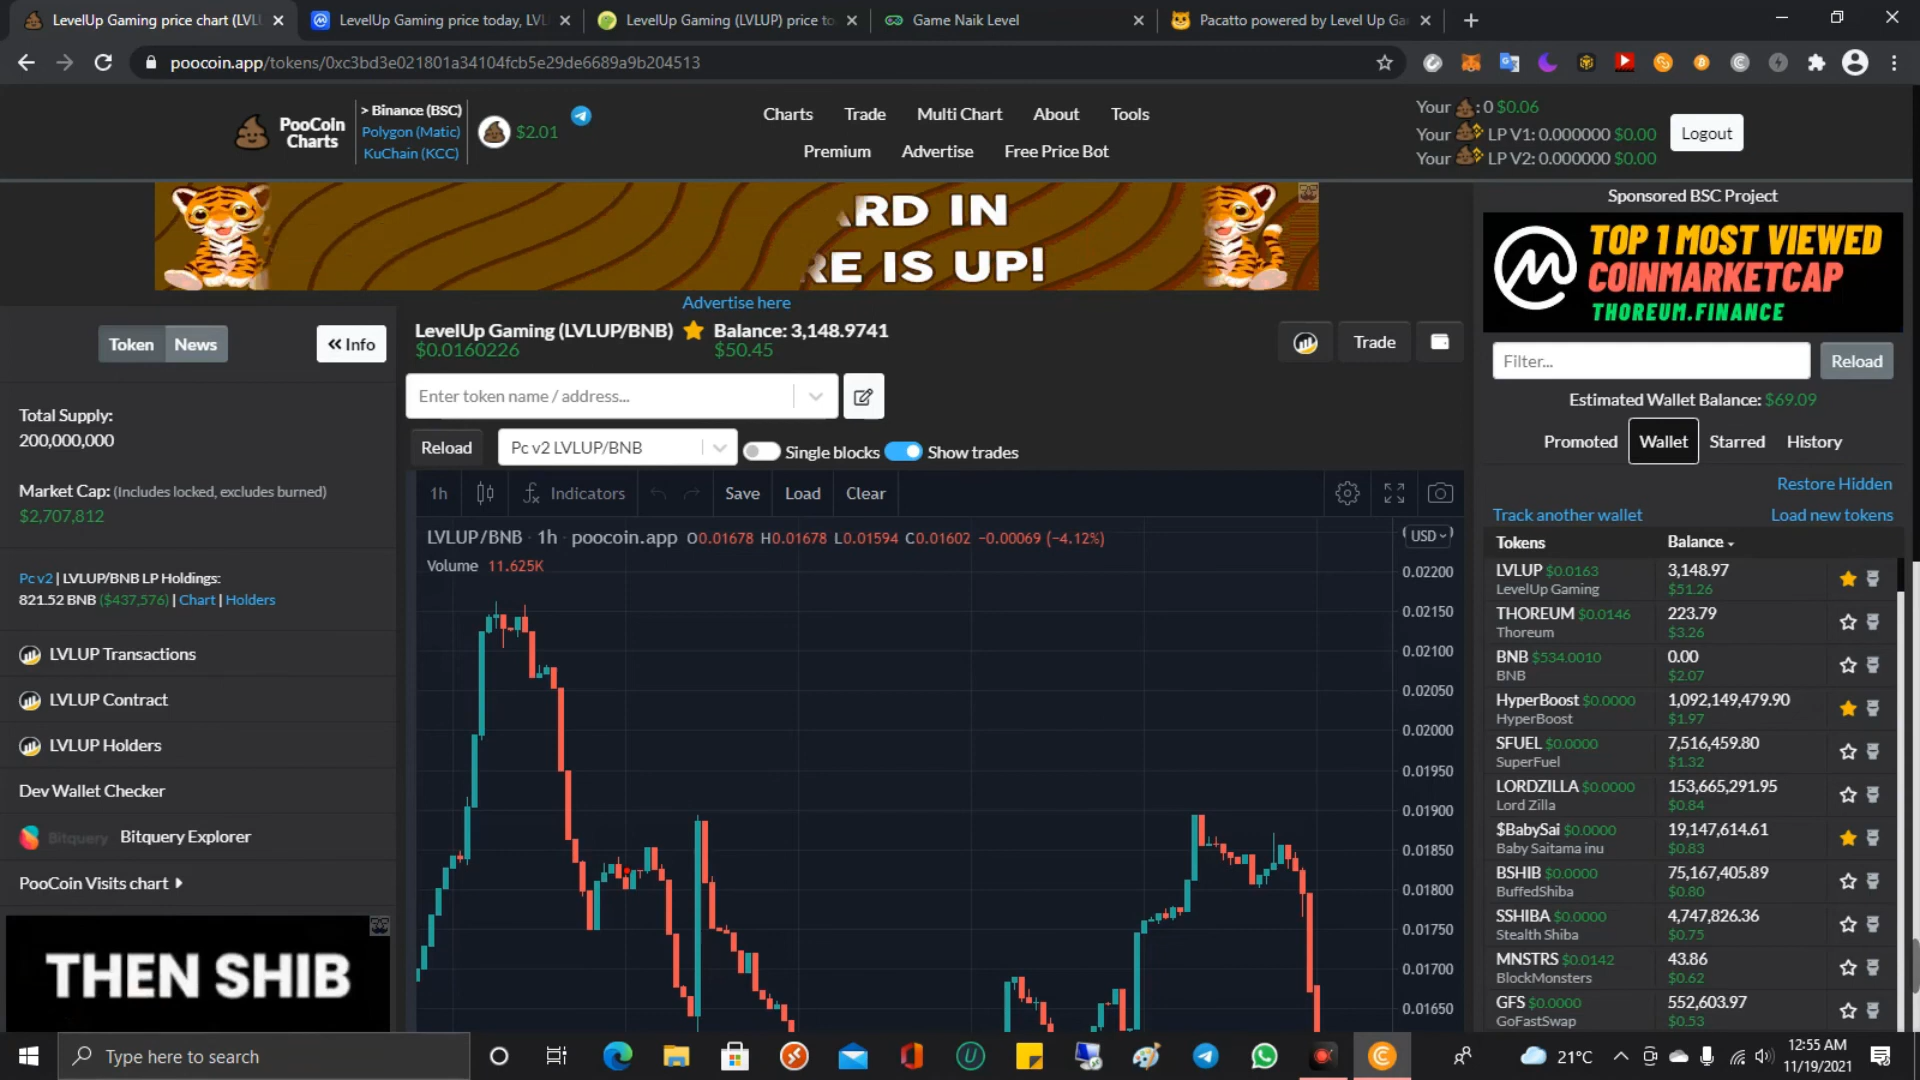 LevelUp Gaming price chart (LVLU
LevelUp Gaming price today, LVL
LevelUp Gaming (LVLUP) price to
Game Naik Level
Pacatto powered by Level Up Ga
poocoin.app/tokens/0xc3bd3e021801a34104fcb5e29de6689a9b204513
PooCoin
Charts
> Binance (BSC)
Polygon (Matic)
KuChain (KCC)
$2.01
Charts Trade Multi Chart About Tools
Premium Advertise Free Price Bot
Your : 0 $0.06
Your LP V1: 0.000000 $0.00
Your LP V2: 0.000000 $0.00
Logout
ARD IN
RE IS UP!
Advertise here
Sponsored BSC Project
TOP 1 MOST VIEWED
COINMARKETCAP
THOREUM.FINANCE
Token News
« Info
Total Supply:
200,000,000
Market Cap: (Includes locked, excludes burned)
$2,707,812
Pc v2 | LVLUP/BNB LP Holdings:
821.52 BNB ($437,576) | Chart | Holders
LVLUP Transactions
LVLUP Contract
LVLUP Holders
Dev Wallet Checker
Bitquery Bitquery Explorer
PooCoin Visits chart
THEN SHIB
LevelUp Gaming (LVLUP/BNB)
$0.0160226
Balance: 3,148.9741
$50.45
Trade
Enter token name / address...
Reload
Pc v2 LVLUP/BNB
Single blocks
Show trades
1h
Indicators
Save
Load
Clear
LVLUP/BNB · 1h · poocoin.app O0.01678 H0.01678 L0.01594 C0.01602 −0.00069 (−4.12%)
Volume 11.625K
USD
0.02200
0.02150
0.02100
0.02050
0.02000
0.01950
0.01900
0.01850
0.01800
0.01750
0.01700
0.01650
Filter...
Reload
Estimated Wallet Balance: $69.09
Promoted Wallet Starred History
Restore Hidden
Track another wallet
Load new tokens
Tokens Balance
LVLUP $0.0163 3,148.97
LevelUp Gaming $51.26
THOREUM $0.0146 223.79
Thoreum $3.26
BNB $534.0010 0.00
BNB $2.07
HyperBoost $0.0000 1,092,149,479.90
HyperBoost $1.97
SFUEL $0.0000 7,516,459.80
SuperFuel $1.32
LORDZILLA $0.0000 153,665,291.95
Lord Zilla $0.84
$BabySai $0.0000 19,147,614.61
Baby Saitama inu $0.83
BSHIB $0.0000 75,167,405.89
BuffedShiba $0.80
SSHIBA $0.0000 4,747,826.36
Stealth Shiba $0.75
MNSTRS $0.0142 43.86
BlockMonsters $0.62
GFS $0.0000 552,603.97
GoFastSwap $0.53
Type here to search
21°C
12:55 AM
11/19/2021